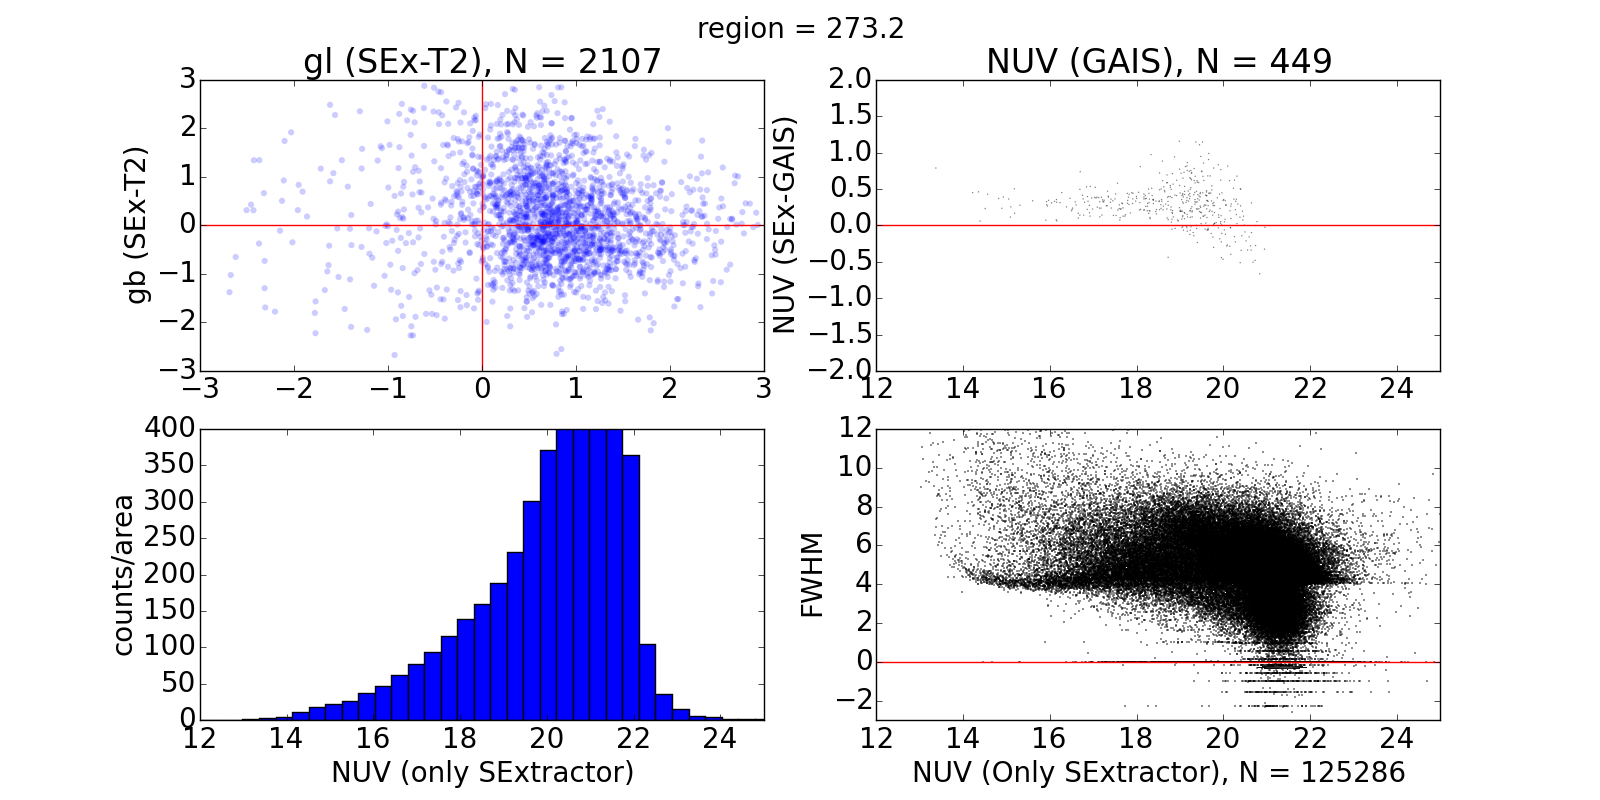 region = 273.2
gl (SEx-T2), N = 2107
NUV (GAIS), N = 449
3
2
1
0
−1
−2
−3
gb (SEx-T2)
−3 −2 −1 0 1 2 3
2.0
1.5
1.0
0.5
0.0
−0.5
−1.0
−1.5
−2.0
NUV (SEx-GAIS)
12 14 16 18 20 22 24
400
350
300
250
200
150
100
50
0
counts/area
12 14 16 18 20 22 24
NUV (only SExtractor)
12
10
8
6
4
2
0
−2
FWHM
12 14 16 18 20 22 24
NUV (Only SExtractor), N = 125286